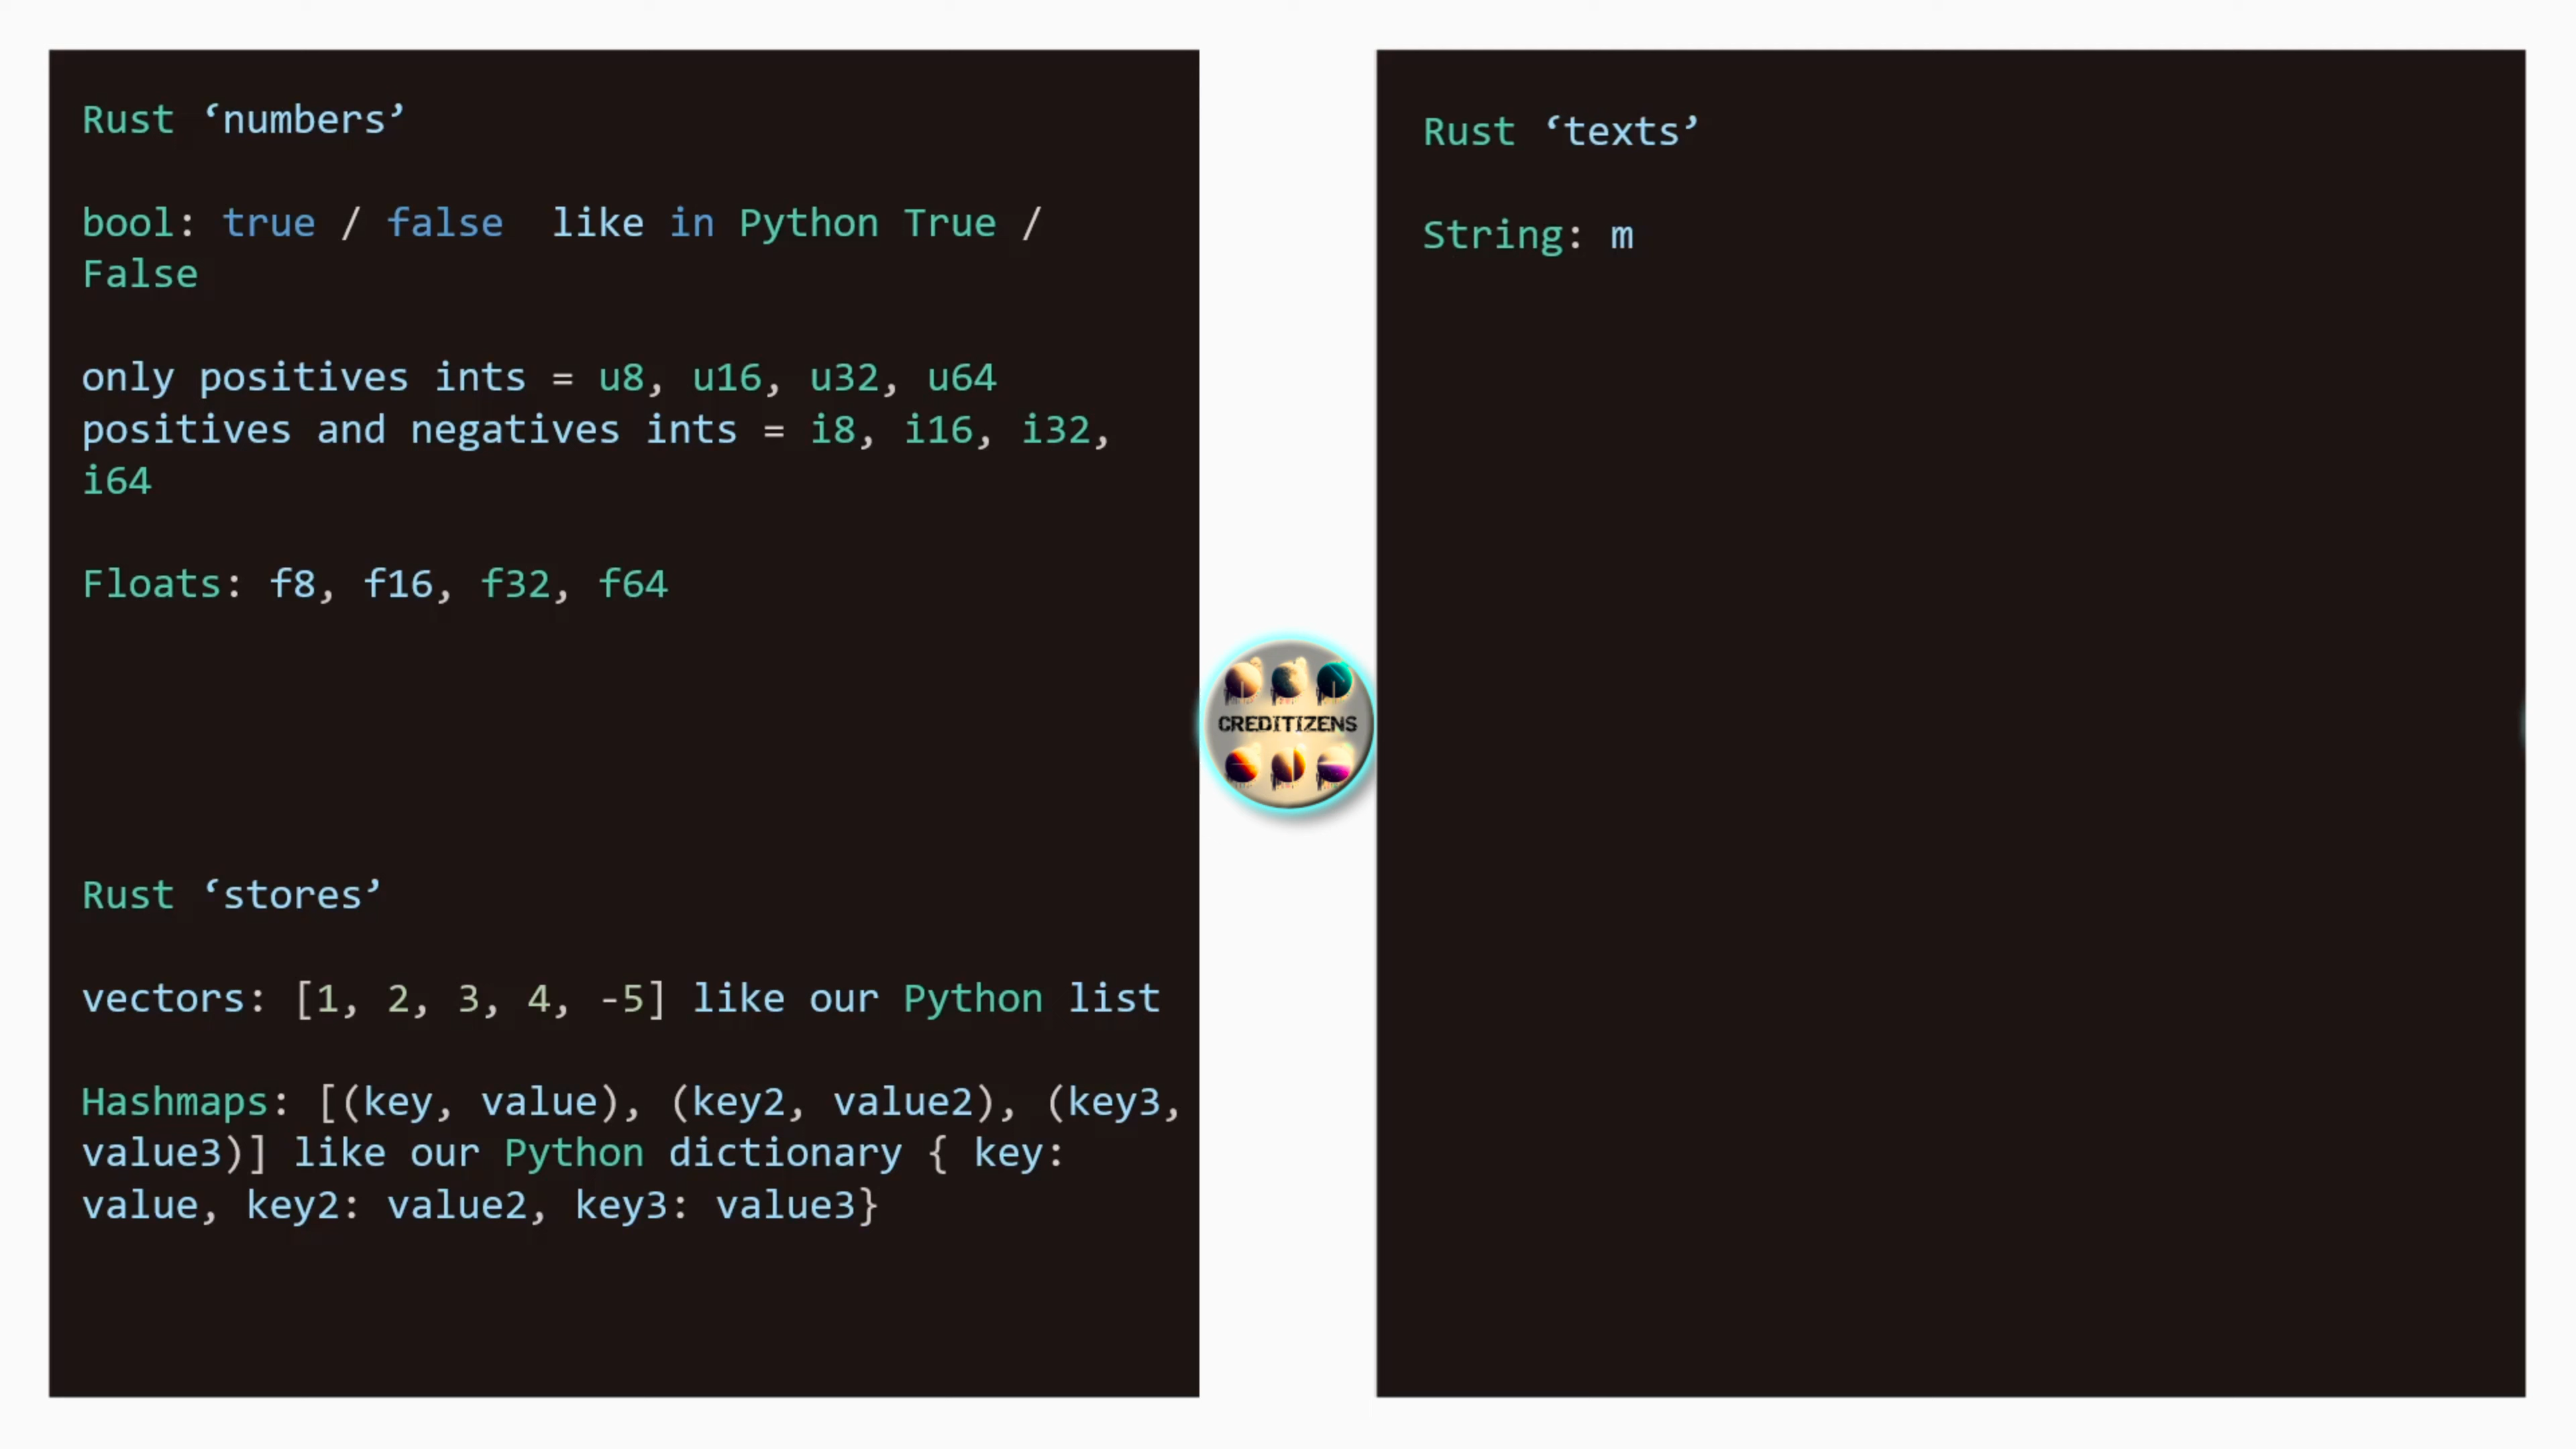 Rust ‘numbers’
bool: true / false  like in Python True /
False
only positives ints = u8, u16, u32, u64
positives and negatives ints = i8, i16, i32,
i64
Floats: f8, f16, f32, f64
Rust ‘stores’
vectors: [1, 2, 3, 4, -5] like our Python list
Hashmaps: [(key, value), (key2, value2), (key3,
value3)] like our Python dictionary { key:
value, key2: value2, key3: value3}
CREDITIZENS
Rust ‘texts’
String: m